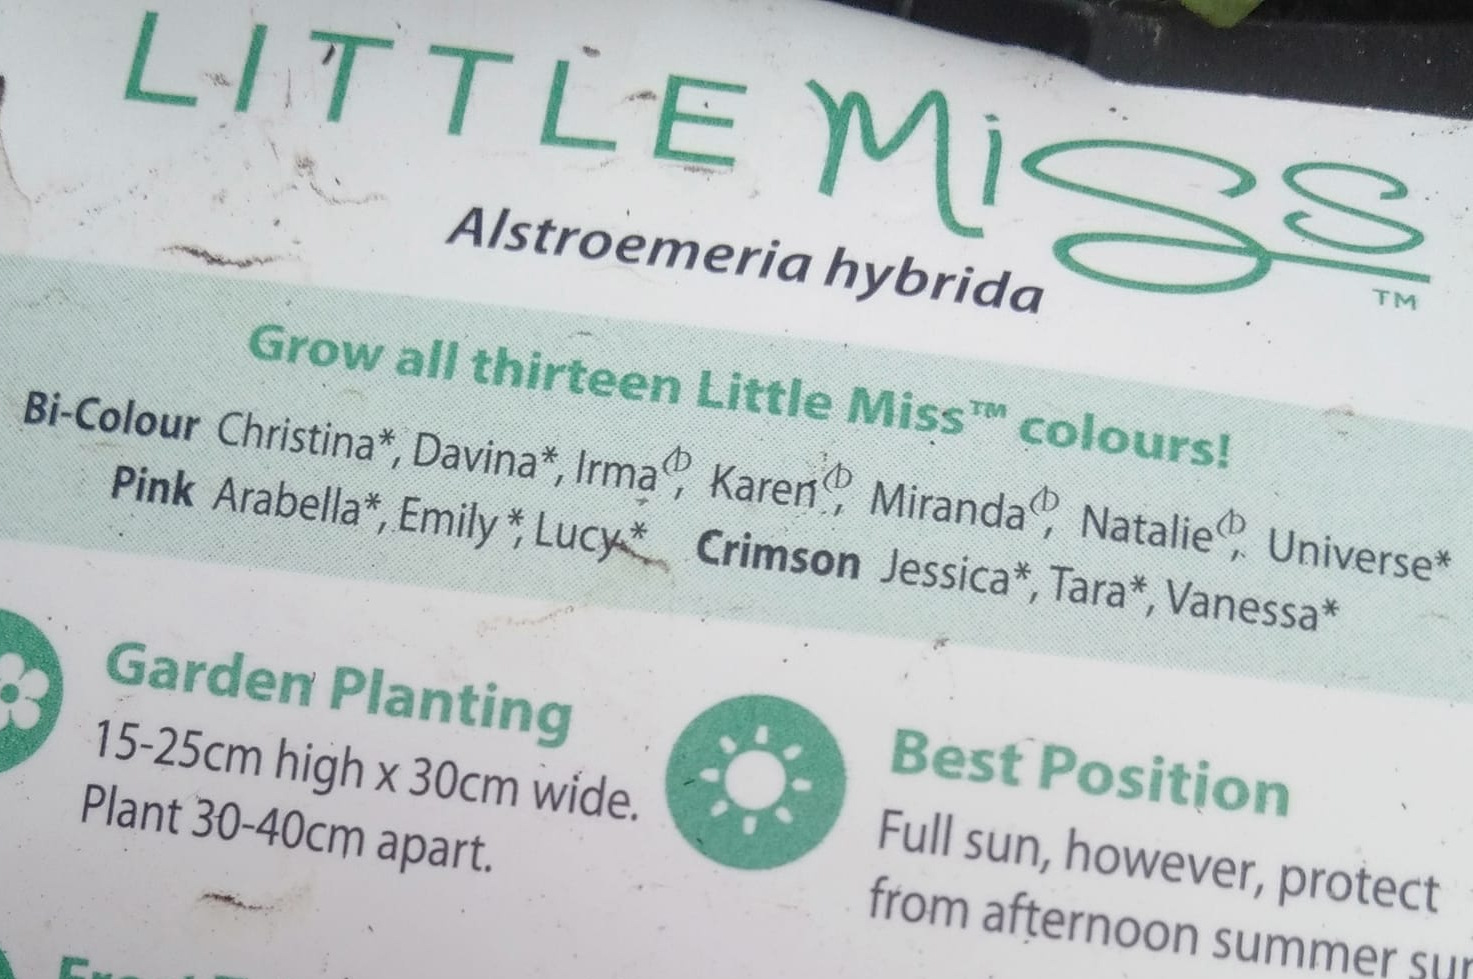 LITTLE Miss™
Alstroemeria hybrida
Grow all thirteen Little Miss™ colours!
Bi-Colour Christina*, Davina*, Irma⏀, Karen⏀, Miranda⏀, Natalie⏀, Universe*
Pink Arabella*, Emily*, Lucy* Crimson Jessica*, Tara*, Vanessa*
Garden Planting
15-25cm high x 30cm wide.
Plant 30-40cm apart.
Best Position
Full sun, however, protect
from afternoon summer